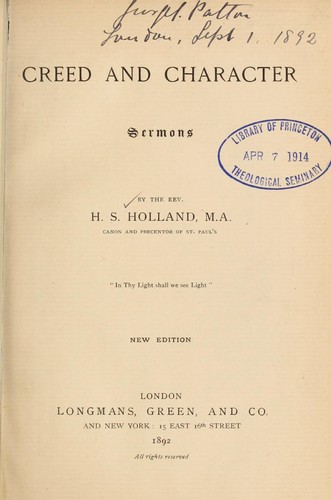 Patton
London, Sept 1. 1892
CREED AND CHARACTER
Sermons
LIBRARY OF PRINCETON
APR 7 1914
THEOLOGICAL SEMINARY
BY THE REV.
H. S. HOLLAND, M.A.
CANON AND PRECENTOR OF ST. PAUL'S
"In Thy Light shall we see Light"
NEW EDITION
LONDON
LONGMANS, GREEN, AND CO.
AND NEW YORK : 15 EAST 16th STREET
1892
All rights reserved